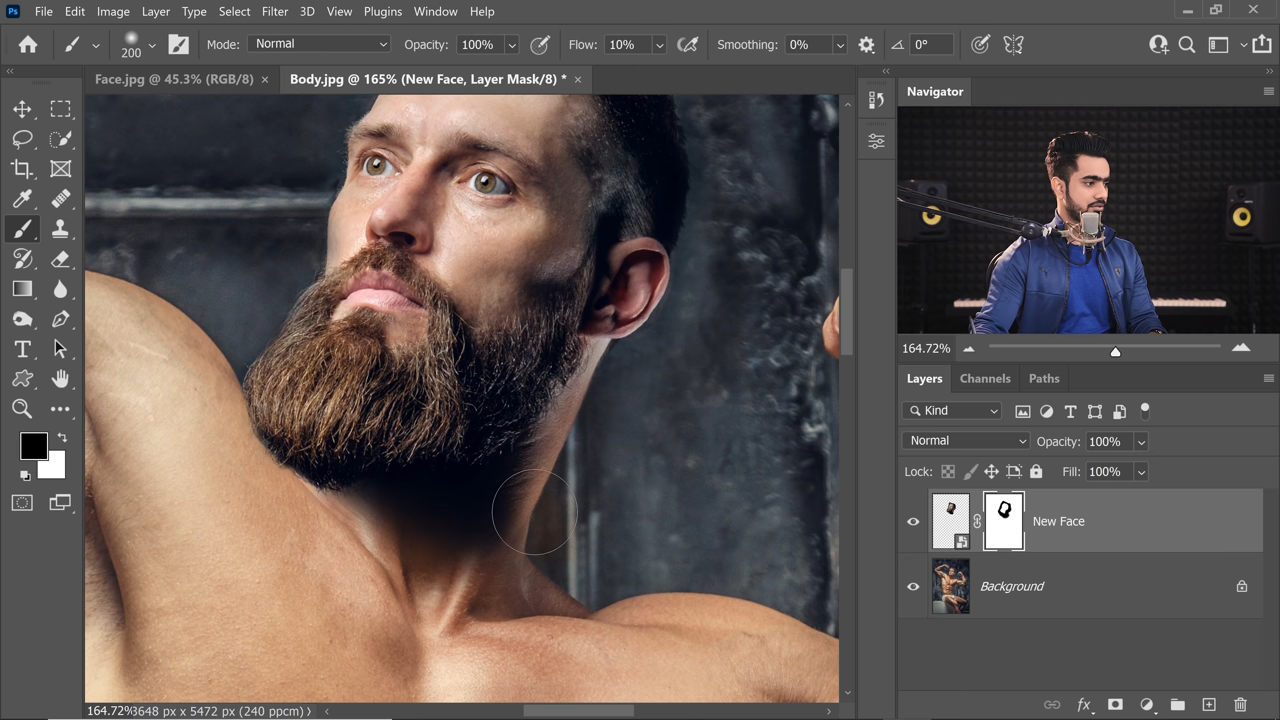 Ps File Edit Image Layer Type Select Filter 3D View Plugins Window Help
200 Mode: Normal Opacity: 100% Flow: 10% Smoothing: 0% 0°
Face.jpg @ 45.3% (RGB/8) × Body.jpg @ 165% (New Face, Layer Mask/8) * ×
Navigator
164.72%
Layers Channels Paths
Kind
Normal Opacity: 100%
Lock: Fill: 100%
New Face
Background
fx
164.72% 3648 px x 5472 px (240 ppcm)